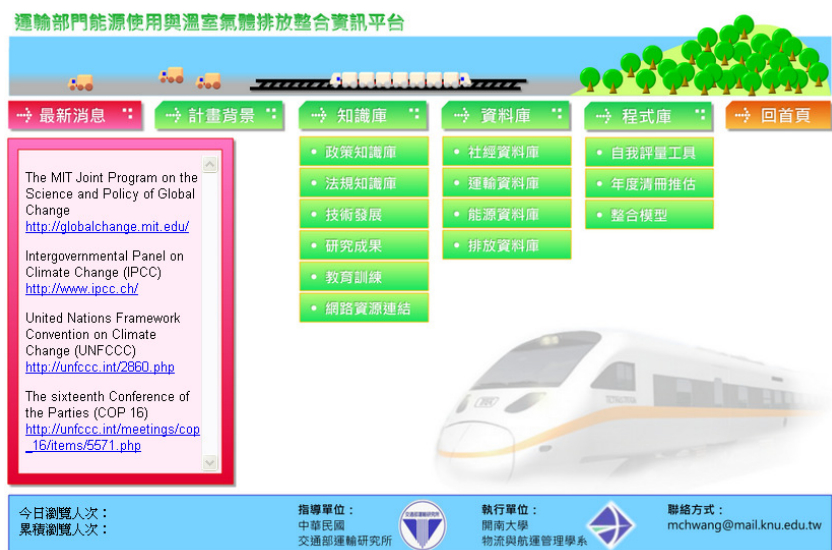 運輸部門能源使用與溫室氣體排放整合資訊平台
最新消息
計畫背景
知識庫
資料庫
程式庫
回首頁
The MIT Joint Program on the
Science and Policy of Global
Change
http://globalchange.mit.edu/
Intergovernmental Panel on
Climate Change (IPCC)
http://www.ipcc.ch/
United Nations Framework
Convention on Climate
Change (UNFCCC)
http://unfccc.int/2860.php
The sixteenth Conference of
the Parties (COP 16)
http://unfccc.int/meetings/cop
_16/items/5571.php
政策知識庫
法規知識庫
技術發展
研究成果
教育訓練
網路資源連結
社經資料庫
運輸資料庫
能源資料庫
排放資料庫
自我評量工具
年度清冊推估
整合模型
今日瀏覽人次：
累積瀏覽人次：
指導單位：
中華民國
交通部運輸研究所
執行單位：
開南大學
物流與航運管理學系
聯絡方式：
mchwang@mail.knu.edu.tw